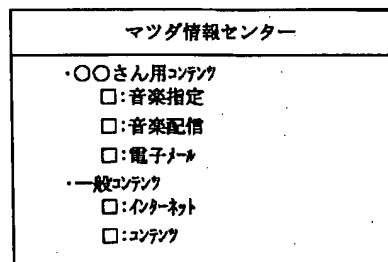 マツダ情報センター
・〇〇さん用コンテンツ
□:音楽指定
□:音楽配信
□:電子メール
・一般コンテンツ
□:インターネット
□:コンテンツ